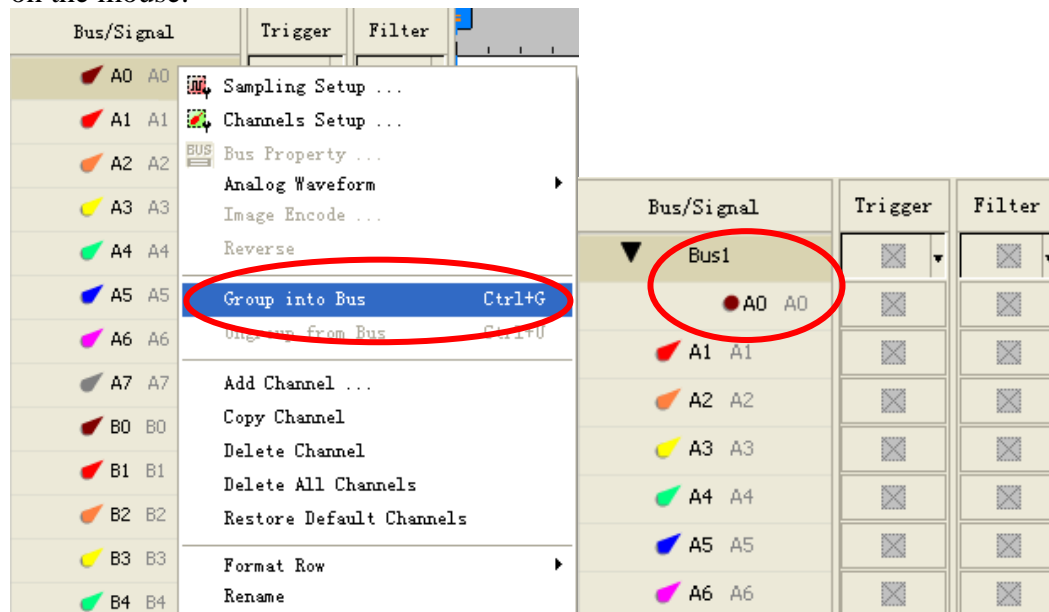 on the mouse.
Bus/Signal Trigger Filter
A0 A0
A1 A1
A2 A2
A3 A3
A4 A4
A5 A5
A6 A6
A7 A7
B0 B0
B1 B1
B2 B2
B3 B3
B4 B4
Sampling Setup ...
Channels Setup ...
BUS Bus Property ...
Analog Waveform
Image Encode ...
Reverse
Group into Bus Ctrl+G
Ungroup from Bus Ctrl+U
Add Channel ...
Copy Channel
Delete Channel
Delete All Channels
Restore Default Channels
Format Row
Rename
Bus/Signal Trigger Filter
Bus1
A0 A0
A1 A1
A2 A2
A3 A3
A4 A4
A5 A5
A6 A6